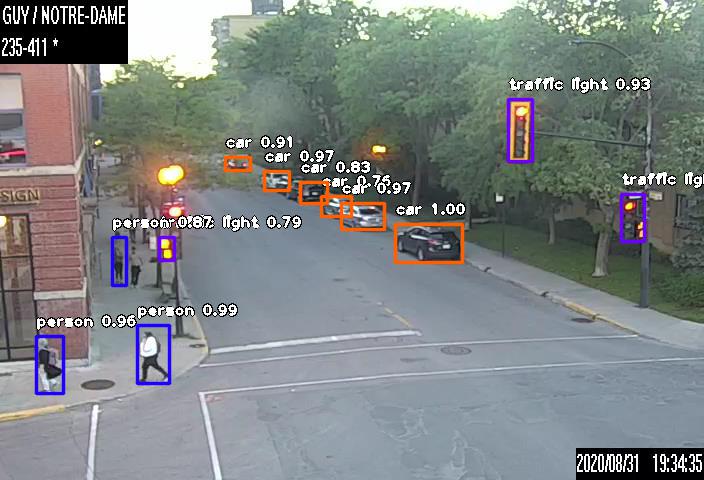 GUY / NOTRE-DAME
235-411 *
traffic light 0.93
car 0.91
car 0.97
car 0.83
car 0.76
car 0.97
traffic lig
car 1.00
person 0.87
light 0.79
SIGN
person 0.99
person 0.96
2020/08/31 19:34:35